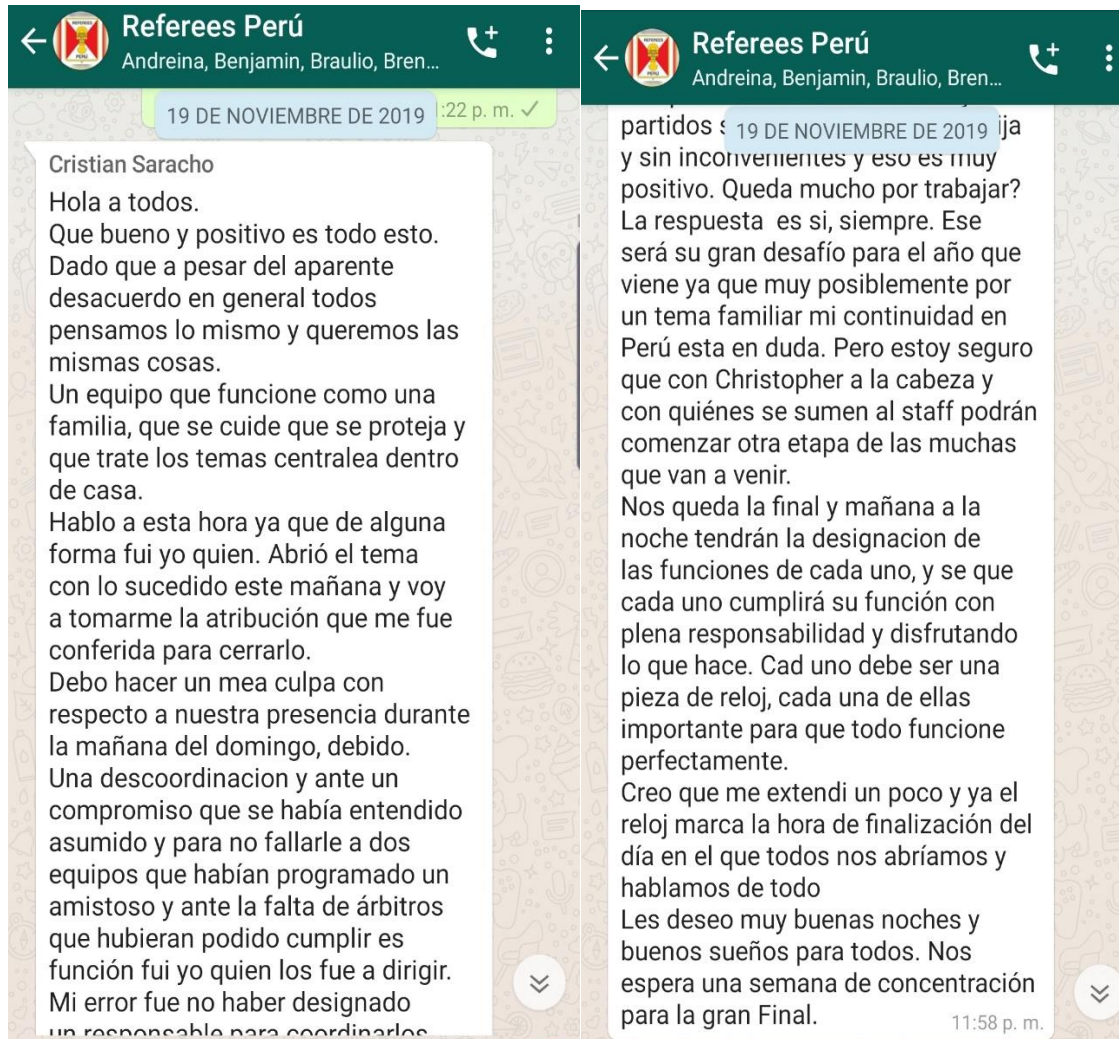 Referees Perú
Andreina, Benjamin, Braulio, Bren...
:22 p. m.
19 DE NOVIEMBRE DE 2019
Cristian Saracho
Hola a todos.
Que bueno y positivo es todo esto.
Dado que a pesar del aparente
desacuerdo en general todos
pensamos lo mismo y queremos las
mismas cosas.
Un equipo que funcione como una
familia, que se cuide que se proteja y
que trate los temas centralea dentro
de casa.
Hablo a esta hora ya que de alguna
forma fui yo quien. Abrió el tema
con lo sucedido este mañana y voy
a tomarme la atribución que me fue
conferida para cerrarlo.
Debo hacer un mea culpa con
respecto a nuestra presencia durante
la mañana del domingo, debido.
Una descoordinacion y ante un
compromiso que se había entendido
asumido y para no fallarle a dos
equipos que habían programado un
amistoso y ante la falta de árbitros
que hubieran podido cumplir es
función fui yo quien los fue a dirigir.
Mi error fue no haber designado
un responsable para coordinarlos
Referees Perú
Andreina, Benjamin, Braulio, Bren...
19 DE NOVIEMBRE DE 2019
partidos s
ija
y sin inconvenientes y eso es muy
positivo. Queda mucho por trabajar?
La respuesta es si, siempre. Ese
será su gran desafío para el año que
viene ya que muy posiblemente por
un tema familiar mi continuidad en
Perú esta en duda. Pero estoy seguro
que con Christopher a la cabeza y
con quiénes se sumen al staff podrán
comenzar otra etapa de las muchas
que van a venir.
Nos queda la final y mañana a la
noche tendrán la designacion de
las funciones de cada uno, y se que
cada uno cumplirá su función con
plena responsabilidad y disfrutando
lo que hace. Cad uno debe ser una
pieza de reloj, cada una de ellas
importante para que todo funcione
perfectamente.
Creo que me extendi un poco y ya el
reloj marca la hora de finalización del
día en el que todos nos abríamos y
hablamos de todo
Les deseo muy buenas noches y
buenos sueños para todos. Nos
espera una semana de concentración
para la gran Final.
11:58 p. m.